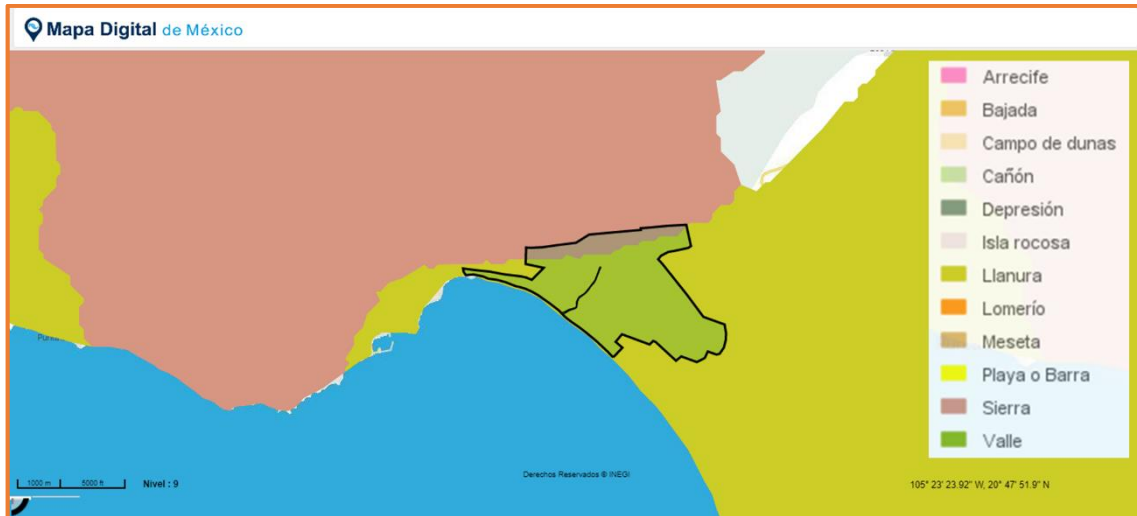 Mapa Digital de México
Arrecife
Bajada
Campo de dunas
Cañón
Depresión
Isla rocosa
Llanura
Lomerío
Meseta
Playa o Barra
Sierra
Valle
Punta
1000 m 5000 ft Nivel : 9
Derechos Reservados © INEGI
105° 23' 23.92" W, 20° 47' 51.9" N